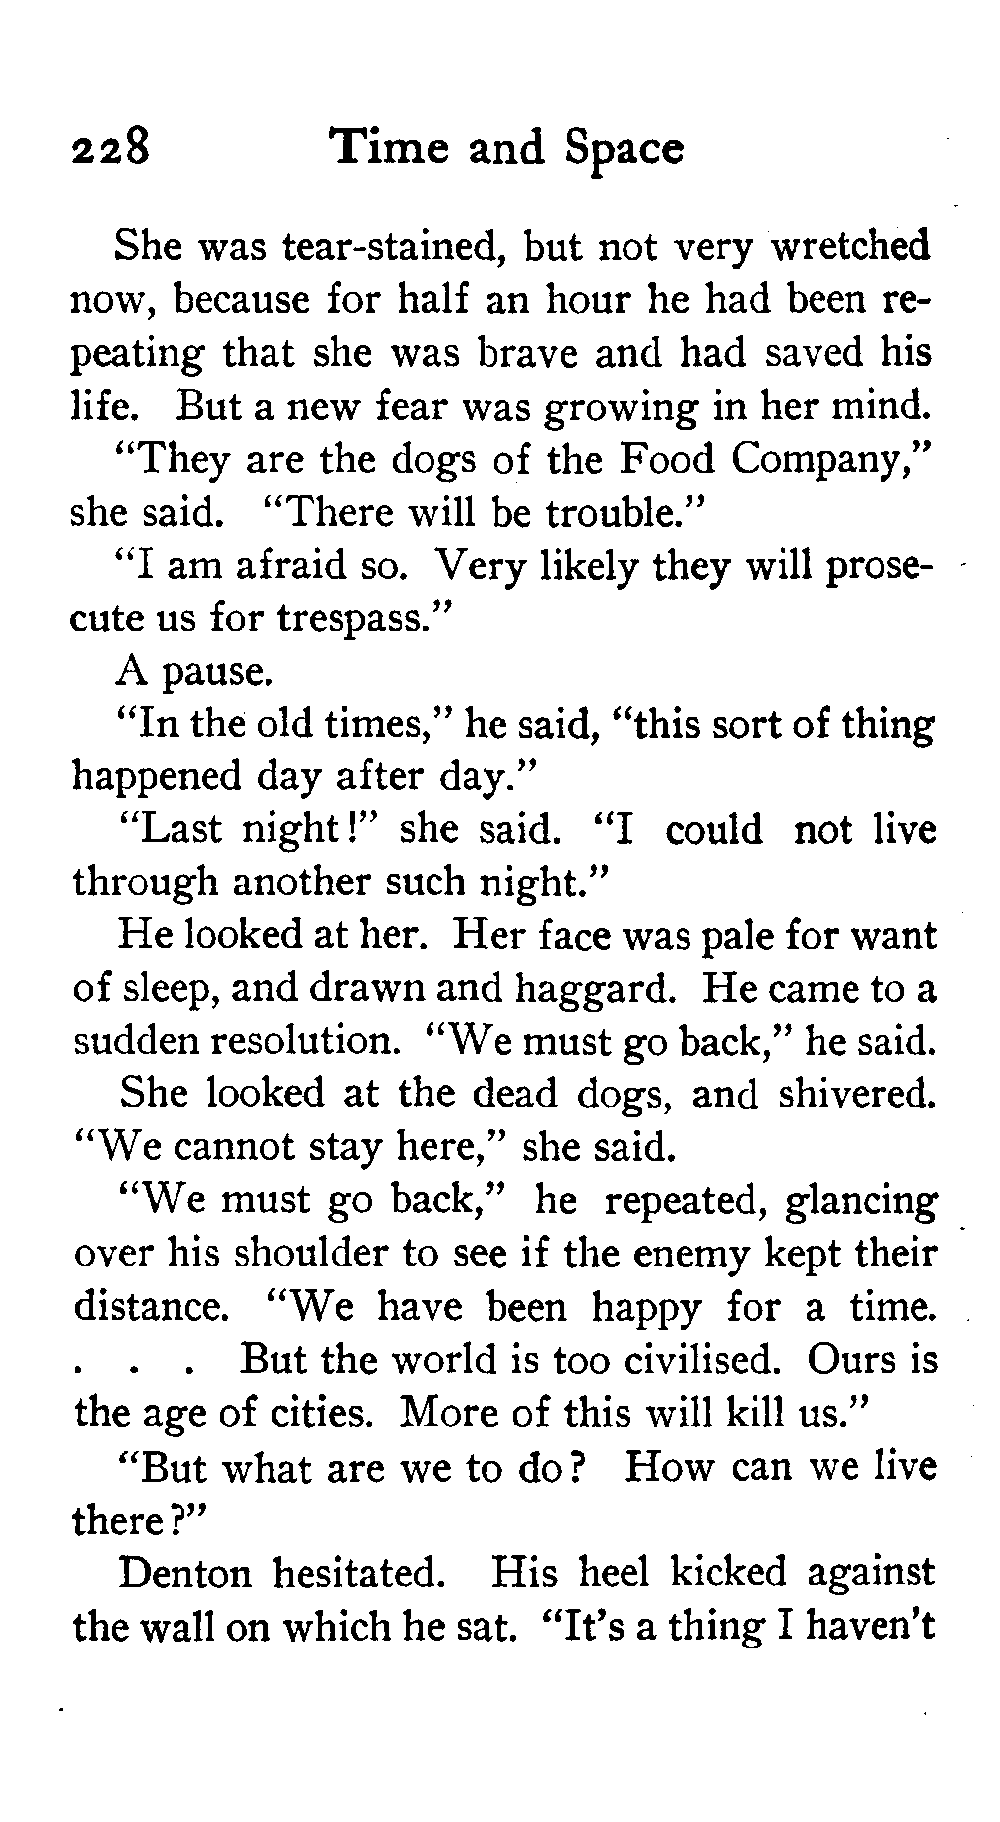 228 Time and Space
She was tear-stained, but not very wretched
now, because for half an hour he had been re-
peating that she was brave and had saved his
life. But a new fear was growing in her mind.
“They are the dogs of the Food Company,”
she said. “There will be trouble.”
“I am afraid so. Very likely they will prose-
cute us for trespass.”
A pause.
“In the old times,” he said, “this sort of thing
happened day after day.”
“Last night!” she said. “I could not live
through another such night.”
He looked at her. Her face was pale for want
of sleep, and drawn and haggard. He came to a
sudden resolution. “We must go back,” he said.
She looked at the dead dogs, and shivered.
“We cannot stay here,” she said.
“We must go back,” he repeated, glancing
over his shoulder to see if the enemy kept their
distance. “We have been happy for a time.
. . . But the world is too civilised. Ours is
the age of cities. More of this will kill us.”
“But what are we to do? How can we live
there?”
Denton hesitated. His heel kicked against
the wall on which he sat. “It’s a thing I haven’t